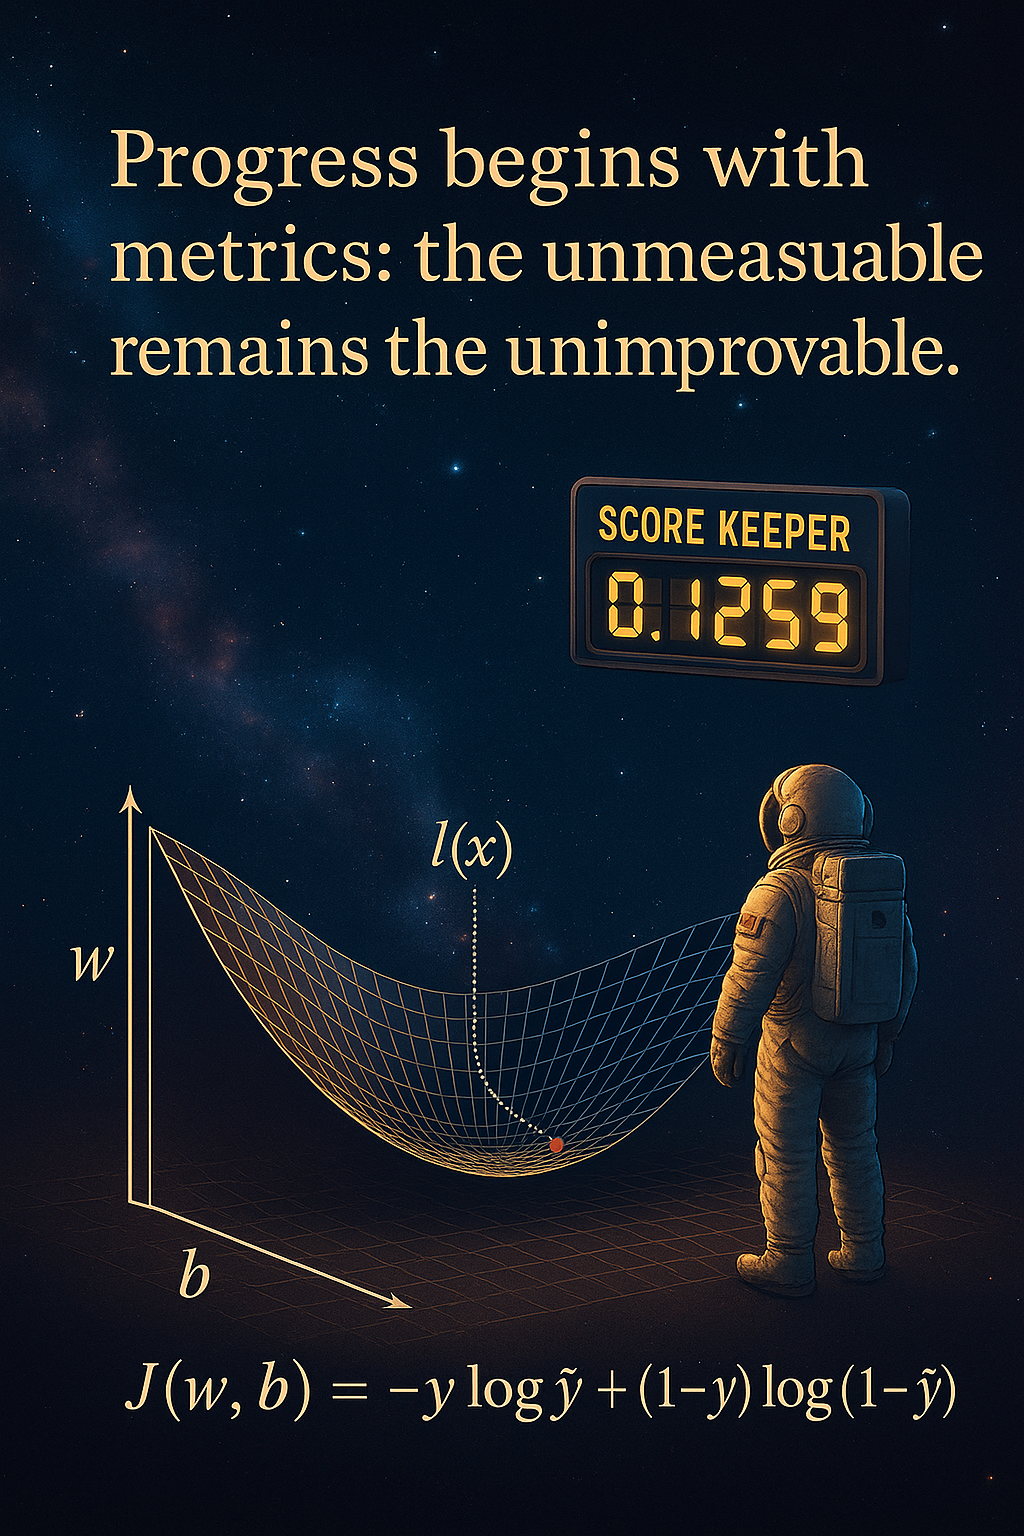 Progress begins with
metrics: the unmeasuable
remains the unimprovable.
SCORE KEEPER
0.1259
l(x)
w
b
J(w, b) = −y log ỹ + (1−y) log (1−ỹ)